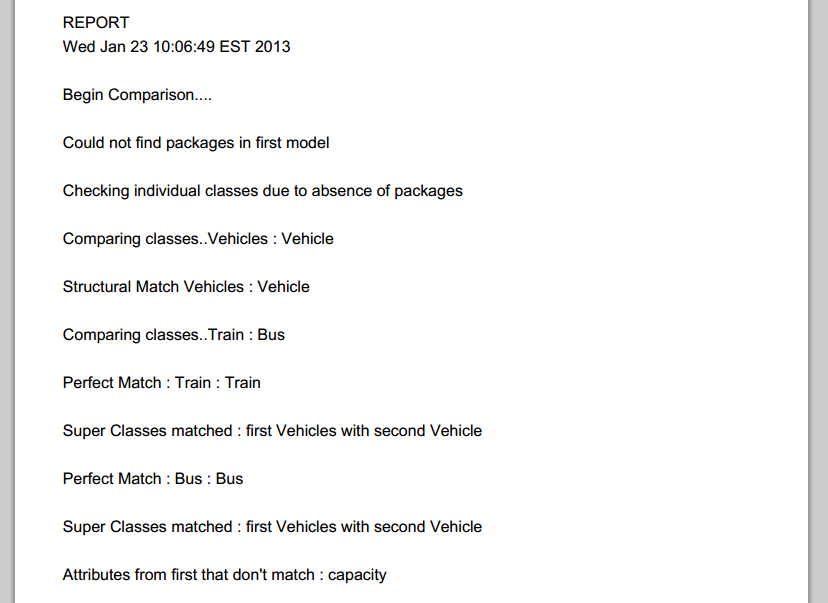 REPORT
Wed Jan 23 10:06:49 EST 2013
Begin Comparison....
Could not find packages in first model
Checking individual classes due to absence of packages
Comparing classes..Vehicles : Vehicle
Structural Match Vehicles : Vehicle
Comparing classes..Train : Bus
Perfect Match : Train : Train
Super Classes matched : first Vehicles with second Vehicle
Perfect Match : Bus : Bus
Super Classes matched : first Vehicles with second Vehicle
Attributes from first that don't match : capacity